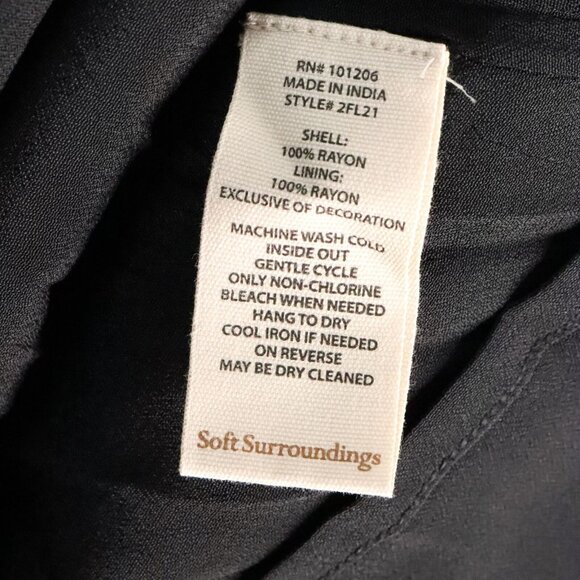 RN# 101206
MADE IN INDIA
STYLE# 2FL21
SHELL:
100% RAYON
LINING:
100% RAYON
EXCLUSIVE OF DECORATION
MACHINE WASH COLD
INSIDE OUT
GENTLE CYCLE
ONLY NON-CHLORINE
BLEACH WHEN NEEDED
HANG TO DRY
COOL IRON IF NEEDED
ON REVERSE
MAY BE DRY CLEANED
Soft Surroundings